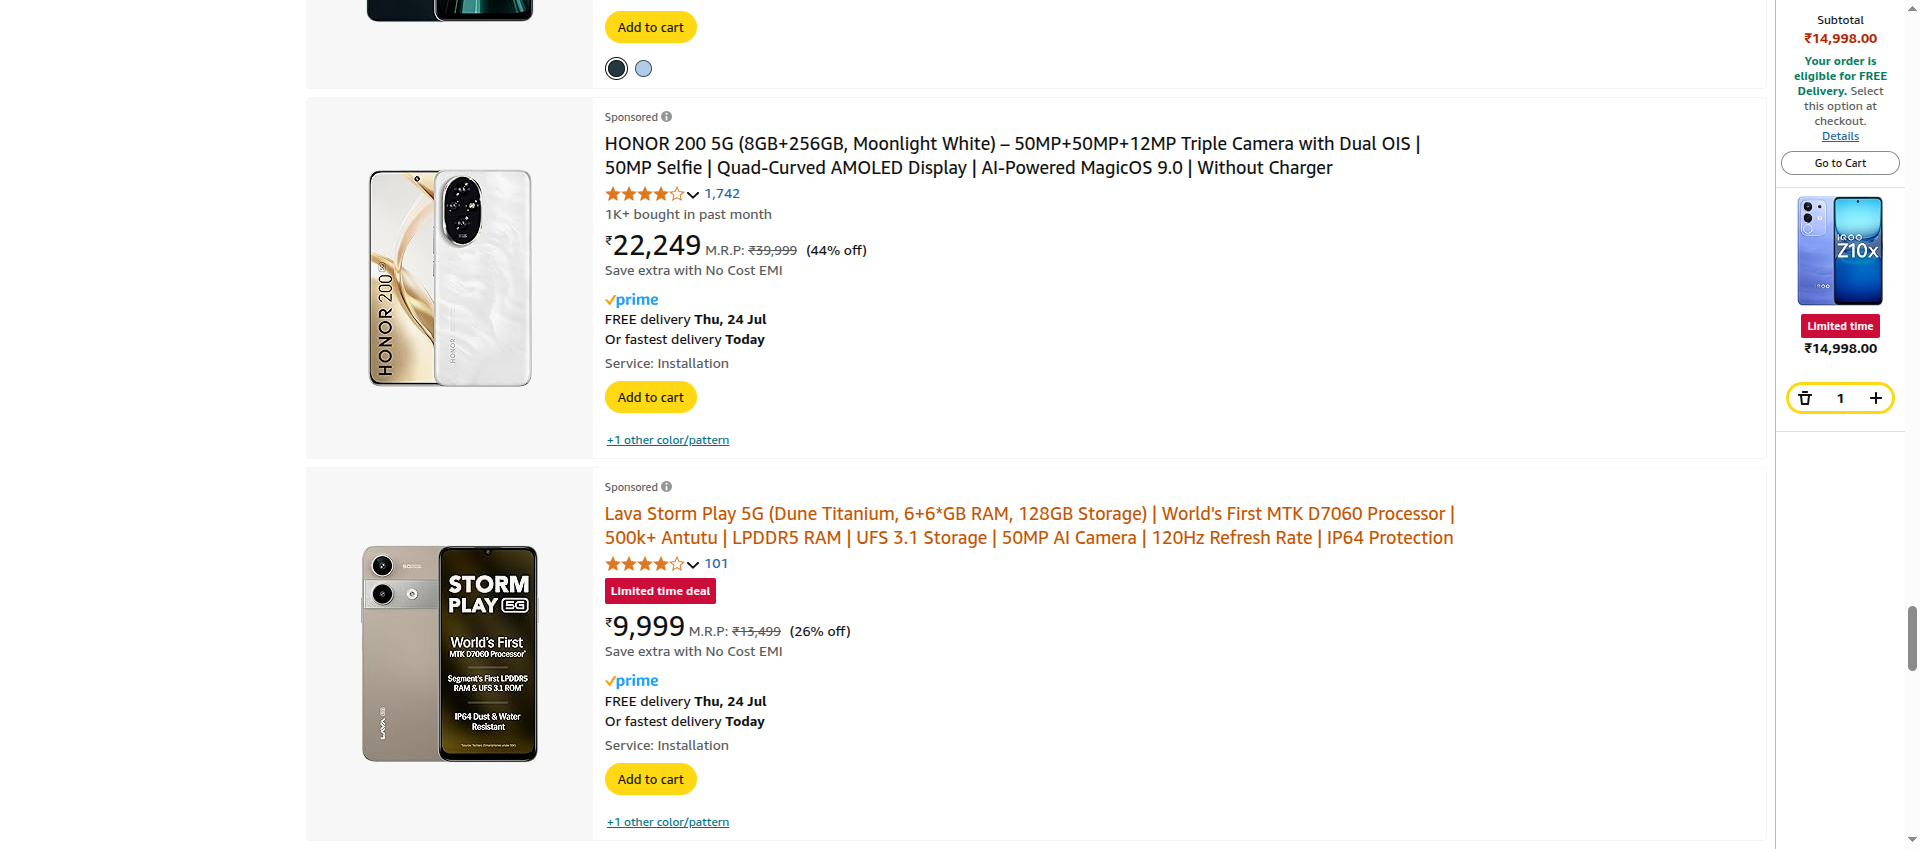 Add to cart
Sponsored
HONOR 200 5G (8GB+256GB, Moonlight White) – 50MP+50MP+12MP Triple Camera with Dual OIS |
50MP Selfie | Quad-Curved AMOLED Display | AI-Powered MagicOS 9.0 | Without Charger
1,742
1K+ bought in past month
₹22,249 M.R.P: ₹39,999 (44% off)
Save extra with No Cost EMI
prime
FREE delivery Thu, 24 Jul
Or fastest delivery Today
Service: Installation
Add to cart
+1 other color/pattern
HONOR 200
HONOR
Sponsored
Lava Storm Play 5G (Dune Titanium, 6+6*GB RAM, 128GB Storage) | World's First MTK D7060 Processor |
500k+ Antutu | LPDDR5 RAM | UFS 3.1 Storage | 50MP AI Camera | 120Hz Refresh Rate | IP64 Protection
101
Limited time deal
₹9,999 M.R.P: ₹13,499 (26% off)
Save extra with No Cost EMI
prime
FREE delivery Thu, 24 Jul
Or fastest delivery Today
Service: Installation
Add to cart
+1 other color/pattern
STORM
PLAY 5G
World's First
MTK D7060 Processor*
Segment's First LPDDR5
RAM & UFS 3.1 ROM*
IP64 Dust & Water
Resistant
LAVA
Subtotal
₹14,998.00
Your order is
eligible for FREE
Delivery. Select
this option at
checkout.
Details
Go to Cart
iQOO
Z10x
Limited time
₹14,998.00
1